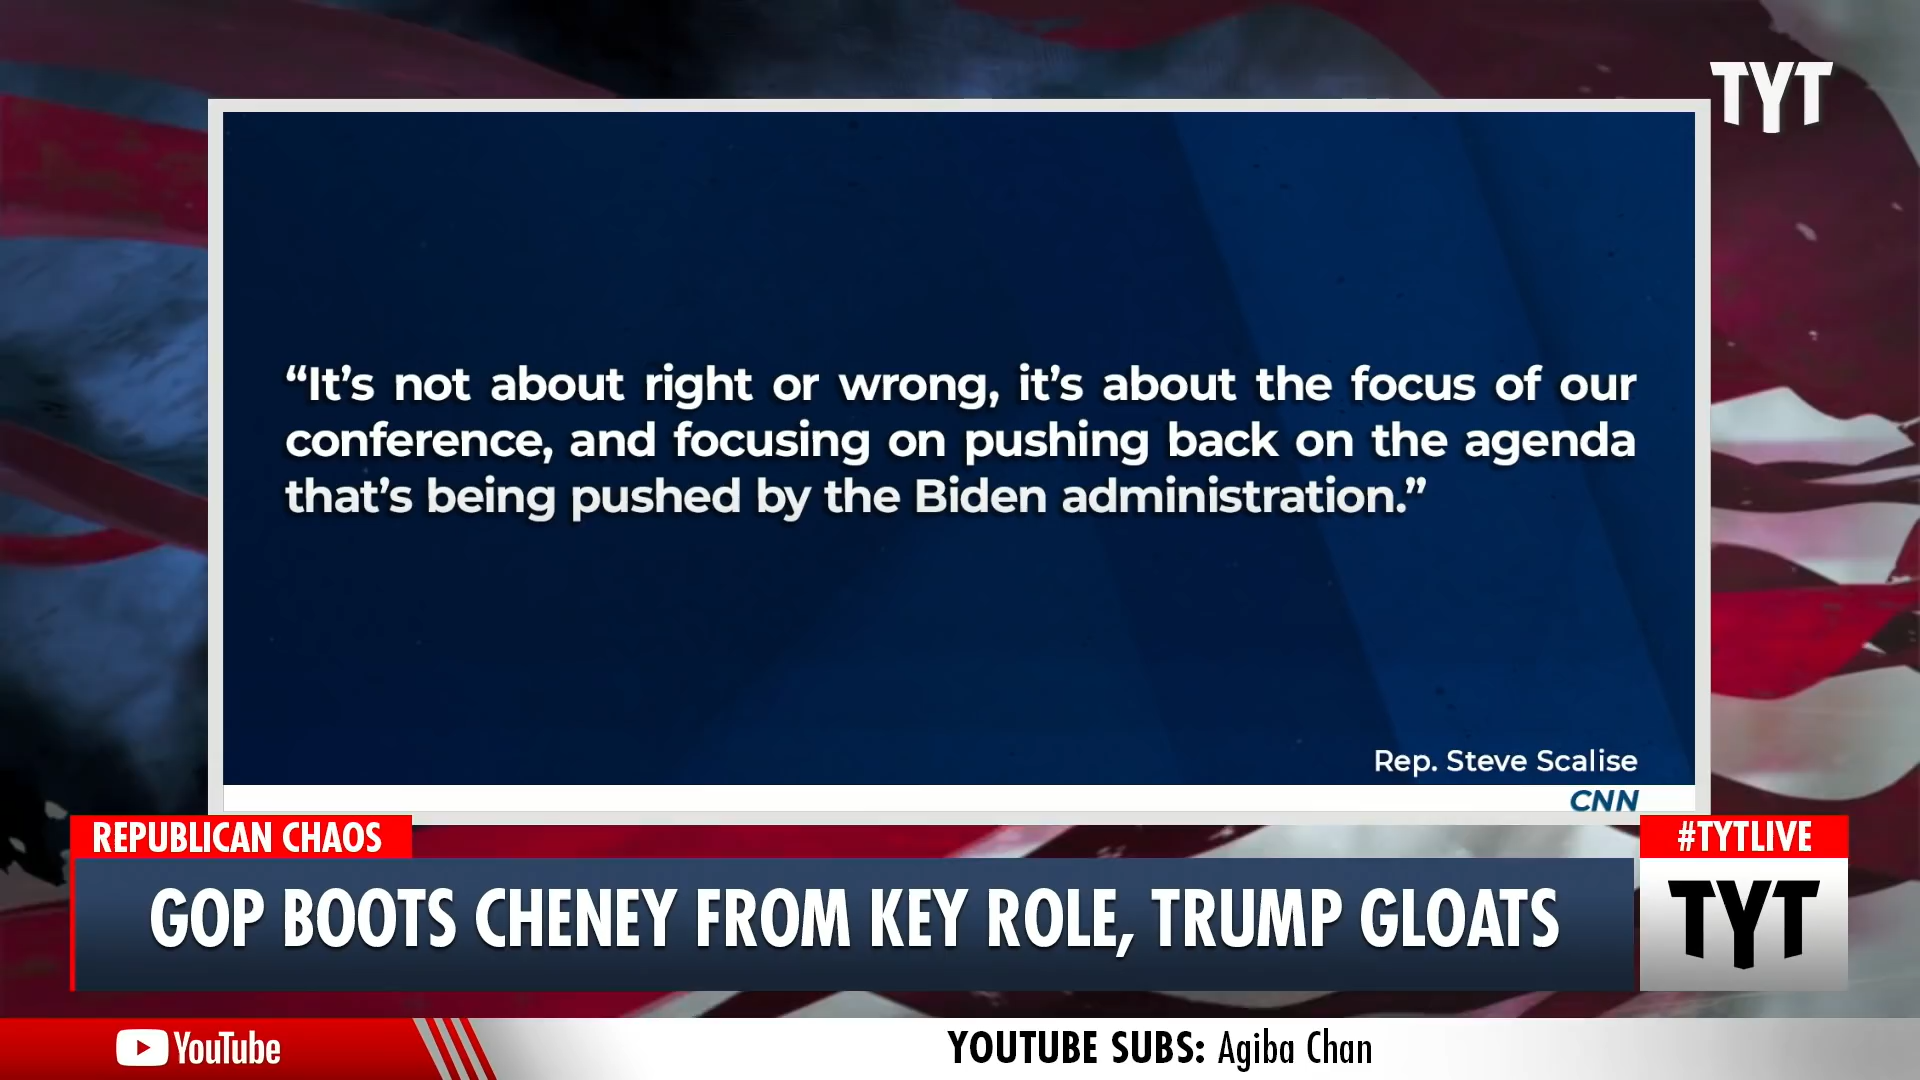 TYT
“It’s not about right or wrong, it’s about the focus of our
conference, and focusing on pushing back on the agenda
that’s being pushed by the Biden administration.”
Rep. Steve Scalise
CNN
REPUBLICAN CHAOS
#TYTLIVE
GOP BOOTS CHENEY FROM KEY ROLE, TRUMP GLOATS
TYT
YouTube
YOUTUBE SUBS: Agiba Chan